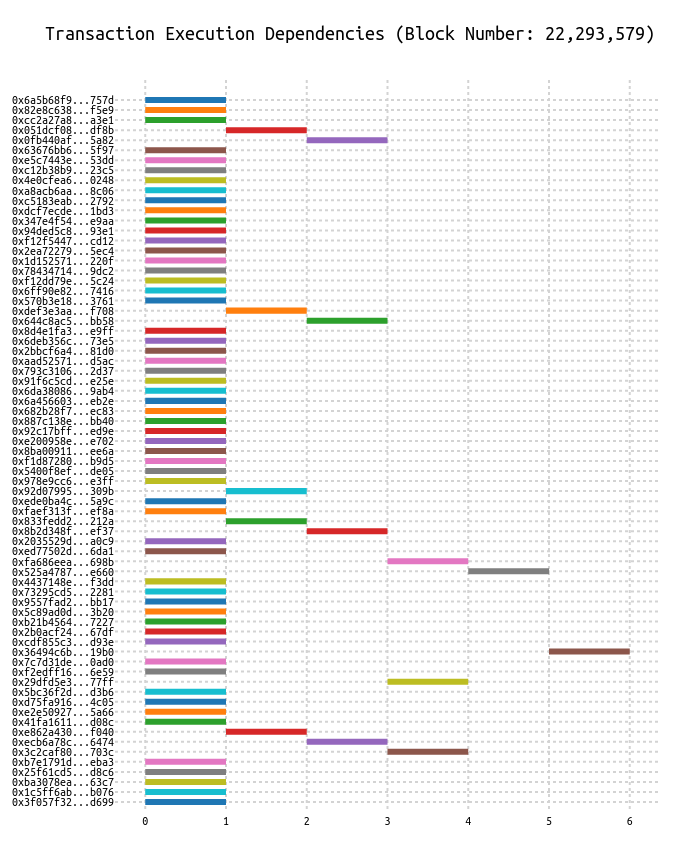 Transaction Execution Dependencies (Block Number: 22,293,579)
0x6a5b68f9...757d
0x82e8c638...f5e9
0xcc2a27a8...a3e1
0x051dcf08...df8b
0x0fb440af...5a82
0x63676bb6...5f97
0xe5c7443e...53dd
0xc12b38b9...23c5
0x4e0cfea6...0248
0xa8acb6aa...8c06
0xc5183eab...2792
0xdcf7ecde...1bd3
0x347e4f54...e9aa
0x94ded5c8...93e1
0xf12f5447...cd12
0x2ea72279...5ec4
0x1d152571...220f
0x78434714...9dc2
0xf12dd79e...5c24
0x6ff90e82...7416
0x570b3e18...3761
0xdef3e3aa...f708
0x644c8ac5...bb58
0x8d4e1fa3...e9ff
0x6deb356c...73e5
0x2bbcf6a4...81d0
0xaad52571...d5ac
0x793c3106...2d37
0x91f6c5cd...e25e
0x6da38086...9ab4
0x6a456603...eb2e
0x682b28f7...ec83
0x887c138e...bb40
0x92c17bff...ed9e
0xe200958e...e702
0x8ba00911...ee6a
0xf1d87280...b9d5
0x5400f8ef...de05
0x978e9cc6...e3ff
0x92d07995...309b
0xede0ba4c...5a9c
0xfaef313f...ef8a
0x833fedd2...212a
0x8b2d348f...ef37
0x2035529d...a0c9
0xed77502d...6da1
0xfa686eea...698b
0x525a4787...e660
0x4437148e...f3dd
0x73295cd5...2281
0x9557fad2...bb17
0x5c89ad0d...3b20
0xb21b4564...7227
0x2b0acf24...67df
0xcdf855c3...d93e
0x36494c6b...19b0
0x7c7d31de...0ad0
0xf2edff16...6e59
0x29dfd5e3...77ff
0x5bc36f2d...d3b6
0xd75fa916...4c05
0xe2e50927...5a66
0x41fa1611...d08c
0xe862a430...f040
0xecb6a78c...6474
0x3c2caf80...703c
0xb7e1791d...eba3
0x25f61cd5...d8c6
0xba3078ea...63c7
0x1c5ff6ab...b076
0x3f057f32...d699
0 1 2 3 4 5 6